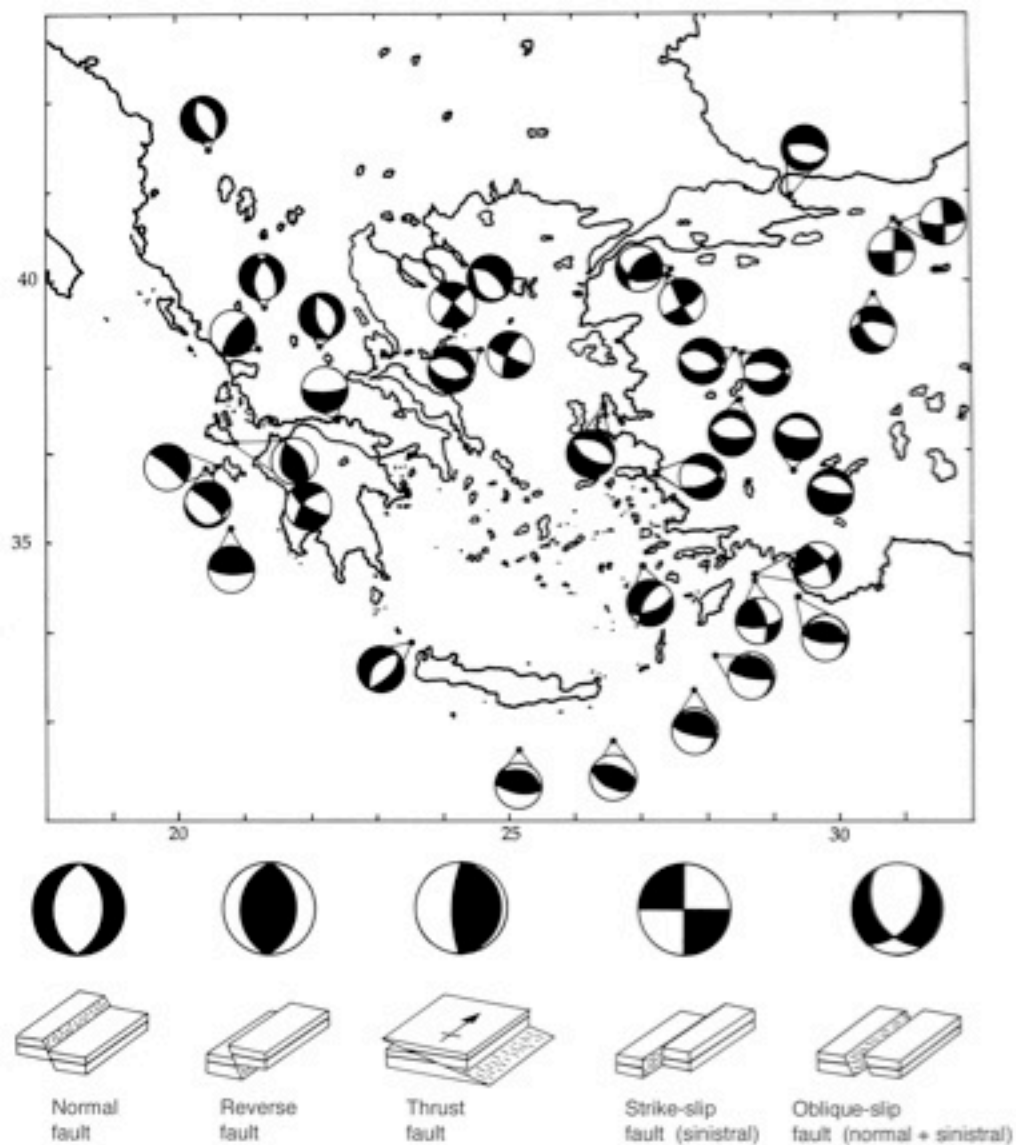 40
35
20
25
30
Normal
fault
Reverse
fault
Thrust
fault
Strike-slip
fault (sinistral)
Oblique-slip
fault (normal + sinistral)